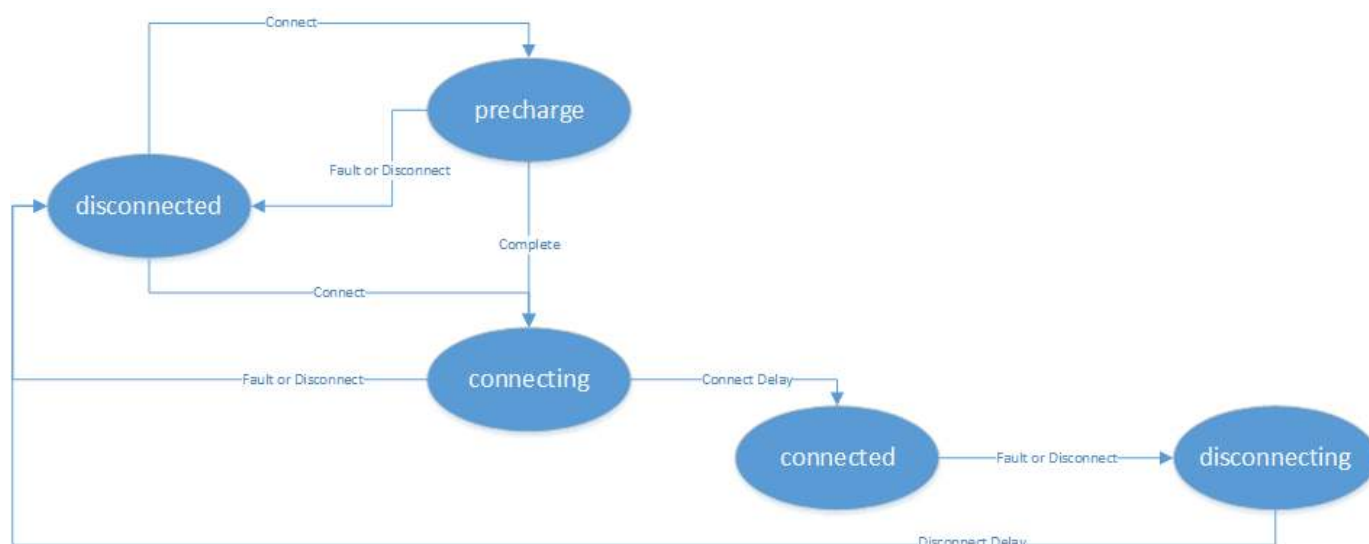 Connect
precharge
Fault or Disconnect
disconnected
Complete
Connect
Fault or Disconnect
connecting
Connect Delay
connected
Fault or Disconnect
disconnecting
Disconnect Delay